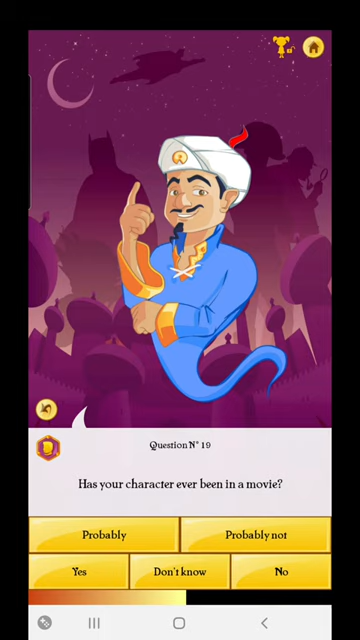 Question N° 19
Has your character ever been in a movie?
Probably
Probably not
Yes
Don't know
No